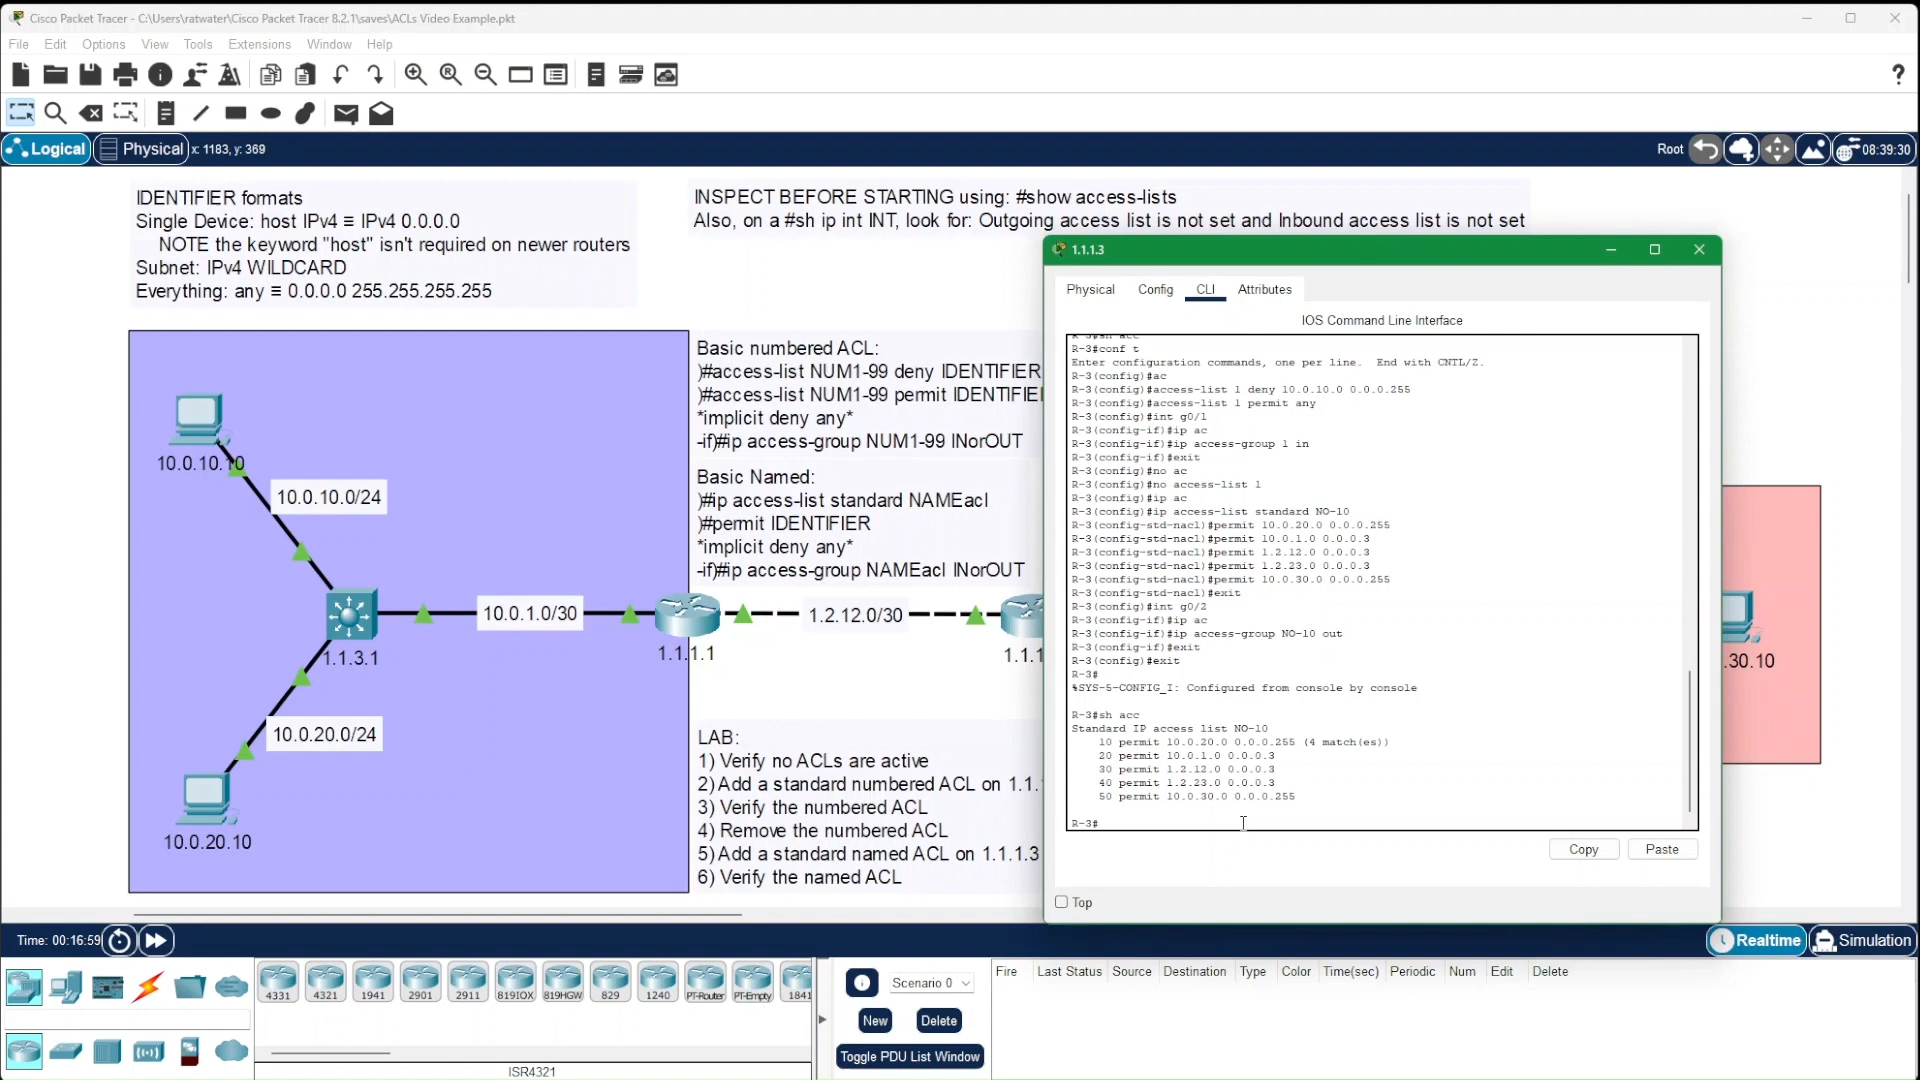 Cisco Packet Tracer - C:\Users\ratwater\Cisco Packet Tracer 8.2.1\saves\ACLs Video Example.pkt
File Edit Options View Tools Extensions Window Help
Logical Physical x: 1183, y: 369 Root 08:39:30
IDENTIFIER formats
Single Device: host IPv4 ≡ IPv4 0.0.0.0
NOTE the keyword "host" isn't required on newer routers
Subnet: IPv4 WILDCARD
Everything: any ≡ 0.0.0.0 255.255.255.255
INSPECT BEFORE STARTING using: #show access-lists
Also, on a #sh ip int INT, look for: Outgoing access list is not set and Inbound access list is not set
10.0.10.10
10.0.10.0/24
10.0.1.0/30
1.1.3.1
1.1.1.1
1.2.12.0/30
1.1.1
10.0.20.0/24
10.0.20.10
.30.10
Basic numbered ACL:
)#access-list NUM1-99 deny IDENTIFIER
)#access-list NUM1-99 permit IDENTIFIE
*implicit deny any*
-if)#ip access-group NUM1-99 INorOUT
Basic Named:
)#ip access-list standard NAMEacl
)#permit IDENTIFIER
*implicit deny any*
-if)#ip access-group NAMEacl INorOUT
LAB:
1) Verify no ACLs are active
2) Add a standard numbered ACL on 1.1.
3) Verify the numbered ACL
4) Remove the numbered ACL
5) Add a standard named ACL on 1.1.1.3
6) Verify the named ACL
1.1.1.3
Physical Config CLI Attributes
IOS Command Line Interface
R-3#sh acc
R-3#conf t
Enter configuration commands, one per line. End with CNTL/Z.
R-3(config)#ac
R-3(config)#access-list 1 deny 10.0.10.0 0.0.0.255
R-3(config)#access-list 1 permit any
R-3(config)#int g0/1
R-3(config-if)#ip ac
R-3(config-if)#ip access-group 1 in
R-3(config-if)#exit
R-3(config)#no ac
R-3(config)#no access-list 1
R-3(config)#ip ac
R-3(config)#ip access-list standard NO-10
R-3(config-std-nacl)#permit 10.0.20.0 0.0.0.255
R-3(config-std-nacl)#permit 10.0.1.0 0.0.0.3
R-3(config-std-nacl)#permit 1.2.12.0 0.0.0.3
R-3(config-std-nacl)#permit 1.2.23.0 0.0.0.3
R-3(config-std-nacl)#permit 10.0.30.0 0.0.0.255
R-3(config-std-nacl)#exit
R-3(config)#int g0/2
R-3(config-if)#ip ac
R-3(config-if)#ip access-group NO-10 out
R-3(config-if)#exit
R-3(config)#exit
R-3#
%SYS-5-CONFIG_I: Configured from console by console
R-3#sh acc
Standard IP access list NO-10
10 permit 10.0.20.0 0.0.0.255 (4 match(es))
20 permit 10.0.1.0 0.0.0.3
30 permit 1.2.12.0 0.0.0.3
40 permit 1.2.23.0 0.0.0.3
50 permit 10.0.30.0 0.0.0.255
R-3#
Copy Paste
Top
Time: 00:16:59 Realtime Simulation
4331 4321 1941 2901 2911 819IOX 819HGW 829 1240 PT-Router PT-Empty 1841
ISR4321
Scenario 0
New Delete
Toggle PDU List Window
Fire Last Status Source Destination Type Color Time(sec) Periodic Num Edit Delete